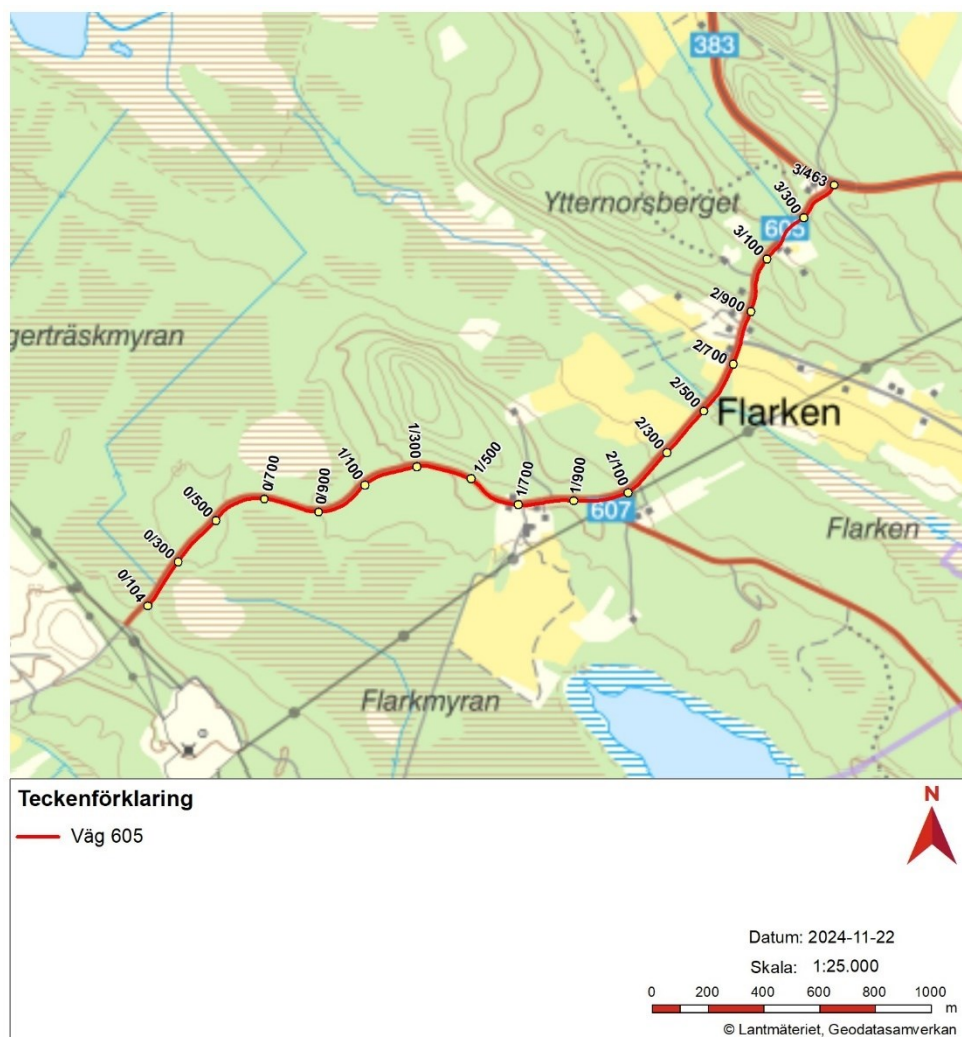 383
3/463
Ytternorsberget
3/300
605
3/100
2/900
gerträskmyran
2/700
2/500
Flarken
2/300
1/300
1/100
1/500
2/100
0/700
1/700
1/900
0/900
0/500
607
Flarken
0/300
0/104
Flarkmyran
Teckenförklaring
Väg 605
N
Datum: 2024-11-22
Skala: 1:25.000
0 200 400 600 800 1000
m
© Lantmäteriet, Geodatasamverkan